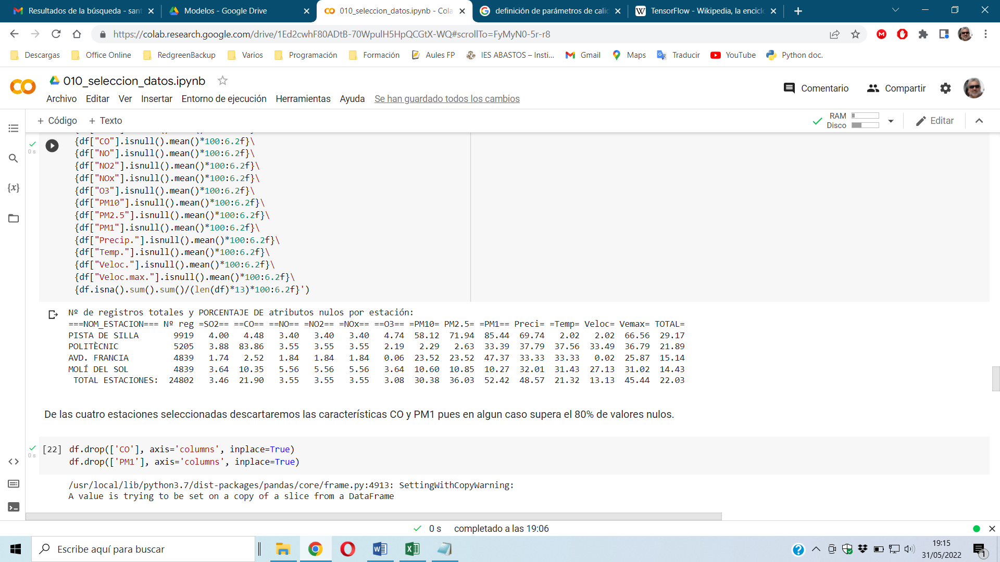 Resultados de la búsqueda - sant
Modelos - Google Drive
010_seleccion_datos.ipynb - Cola
definición de parámetros de calid
TensorFlow - Wikipedia, la encicl
https://colab.research.google.com/drive/1Ed2cwhF80ADtB-70WpulH5HpQCGtX-WQ#scrollTo=FyMyN0-5r-r8
Descargas
Office Online
RedgreenBackup
Varios
Programación
Formación
Aules FP
IES ABASTOS – Insti...
Gmail
Maps
Traducir
YouTube
Python doc.
010_seleccion_datos.ipynb
Comentario
Compartir
Archivo Editar Ver Insertar Entorno de ejecución Herramientas Ayuda Se han guardado todos los cambios
+ Código + Texto
RAM
Disco
Editar
0 s
{df["CO"].isnull().mean()*100:6.2f}\
{df["NO"].isnull().mean()*100:6.2f}\
{df["NO2"].isnull().mean()*100:6.2f}\
{df["NOx"].isnull().mean()*100:6.2f}\
{df["O3"].isnull().mean()*100:6.2f}\
{df["PM10"].isnull().mean()*100:6.2f}\
{df["PM2.5"].isnull().mean()*100:6.2f}\
{df["PM1"].isnull().mean()*100:6.2f}\
{df["Precip."].isnull().mean()*100:6.2f}\
{df["Temp."].isnull().mean()*100:6.2f}\
{df["Veloc."].isnull().mean()*100:6.2f}\
{df["Veloc.max."].isnull().mean()*100:6.2f}\
{df.isna().sum().sum()/(len(df)*13)*100:6.2f}')
Nº de registros totales y PORCENTAJE DE atributos nulos por estación:
===NOM_ESTACION=== Nº reg =SO2== ==CO== ==NO== =NO2== =NOx== ==O3== =PM10= PM2.5= =PM1== Preci= =Temp= Veloc= Vemax= TOTAL=
PISTA DE SILLA 9919 4.00 4.48 3.40 3.40 3.40 4.74 58.12 71.94 85.44 69.74 2.02 2.02 66.56 29.17
POLITÈCNIC 5205 3.88 83.86 3.55 3.55 3.55 2.19 2.29 2.63 33.39 37.79 37.56 33.49 36.79 21.89
AVD. FRANCIA 4839 1.74 2.52 1.84 1.84 1.84 0.06 23.52 23.52 47.37 33.33 33.33 0.02 25.87 15.14
MOLÍ DEL SOL 4839 3.64 10.35 5.56 5.56 5.56 3.64 10.60 10.85 10.27 32.01 31.43 27.13 31.02 14.43
TOTAL ESTACIONES: 24802 3.46 21.90 3.55 3.55 3.55 3.08 30.38 36.03 52.42 48.57 21.32 13.13 45.44 22.03
De las cuatro estaciones seleccionadas descartaremos las características CO y PM1 pues en algun caso supera el 80% de valores nulos.
[22] df.drop(['CO'], axis='columns', inplace=True)
0 s
df.drop(['PM1'], axis='columns', inplace=True)
/usr/local/lib/python3.7/dist-packages/pandas/core/frame.py:4913: SettingWithCopyWarning:
A value is trying to be set on a copy of a slice from a DataFrame
0 s completado a las 19:06
Escribe aquí para buscar
19:15
31/05/2022
1